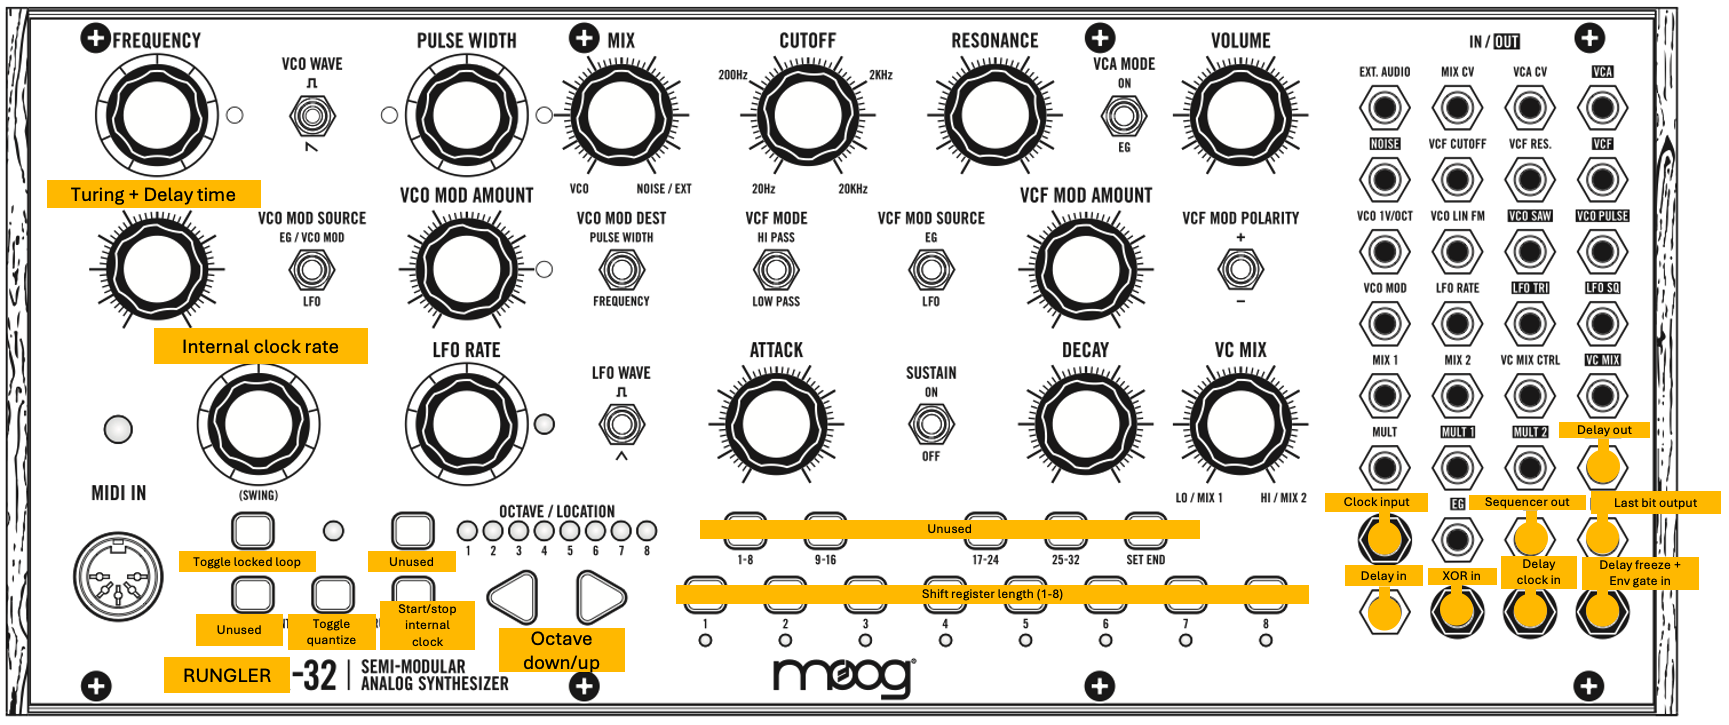 FREQUENCY
PULSE WIDTH
MIX
CUTOFF
RESONANCE
VOLUME
IN / OUT
VCO WAVE
VCA MODE
ON
EG
200Hz
2KHz
EXT. AUDIO
MIX CV
VCA CV
VCA
NOISE
VCF CUTOFF
VCF RES.
VCF
VCO
NOISE / EXT
20Hz
20KHz
Turing + Delay time
VCO MOD AMOUNT
VCF MOD AMOUNT
VCO MOD SOURCE
EG / VCO MOD
LFO
VCO MOD DEST
PULSE WIDTH
FREQUENCY
VCF MODE
HI PASS
LOW PASS
VCF MOD SOURCE
EG
LFO
VCF MOD POLARITY
+
–
VCO 1V/OCT
VCO LIN FM
VCO SAW
VCO PULSE
VCO MOD
LFO RATE
LFO TRI
LFO SQ
Internal clock rate
LFO RATE
ATTACK
DECAY
VC MIX
LFO WAVE
SUSTAIN
ON
OFF
MIX 1
MIX 2
VC MIX CTRL
VC MIX
MULT
MULT 1
MULT 2
Delay out
MIDI IN
(SWING)
LO / MIX 1
HI / MIX 2
Clock input
EG
Sequencer out
Last bit output
OCTAVE / LOCATION
1 2 3 4 5 6 7 8
Unused
1-8
9-16
17-24
25-32
SET END
Toggle locked loop
Unused
Delay in
XOR in
Delay
clock in
Delay freeze +
Env gate in
Unused
Toggle
quantize
Start/stop
internal
clock
Octave
down/up
Shift register length (1-8)
1 2 3 4 5 6 7 8
RUNGLER
-32
SEMI-MODULAR
ANALOG SYNTHESIZER
moog